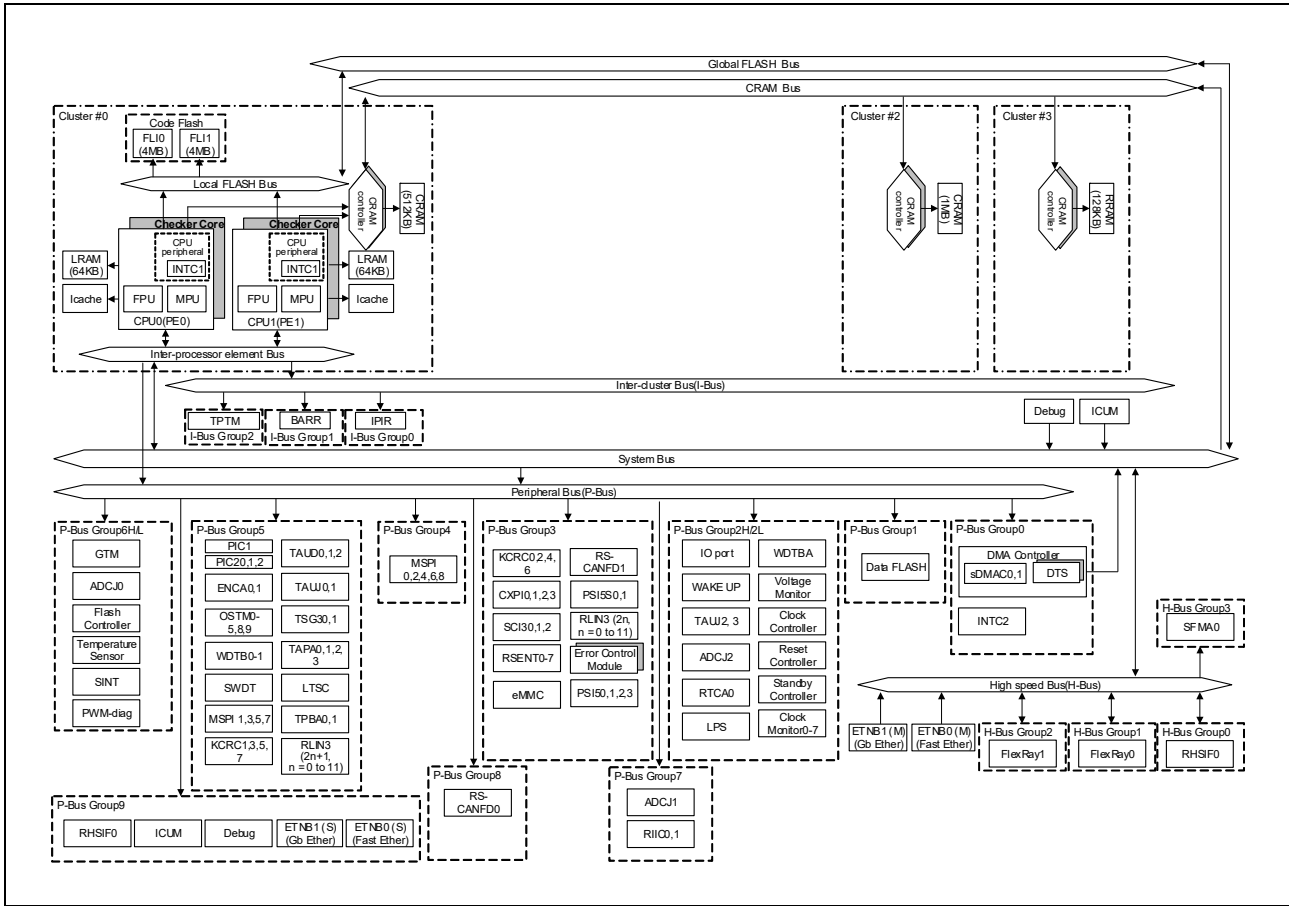 Global FLASH Bus
CRAM Bus
Cluster #0
Code Flash
FLI0
(4MB)
FLI1
(4MB)
Local FLASH Bus
CRAM
controller
CRAM
(512KB)
Checker Core
CPU
peripheral
INTC1
FPU
MPU
CPU0(PE0)
Checker Core
CPU
peripheral
INTC1
FPU
MPU
CPU1(PE1)
LRAM
(64KB)
Icache
LRAM
(64KB)
Icache
Inter-processor element Bus
Cluster #2
CRAM
controller
CRAM
(1MB)
Cluster #3
CRAM
controller
RRAM
(128KB)
Inter-cluster Bus(I-Bus)
TPTM
I-Bus Group2
BARR
I-Bus Group1
IPIR
I-Bus Group0
Debug
ICUM
System Bus
Peripheral Bus(P-Bus)
P-Bus Group6H/L
GTM
ADCJ0
Flash
Controller
Temperature
Sensor
SINT
PWM-diag
P-Bus Group5
PIC1
PIC20,1,2
ENCA0,1
OSTM0-
5,8,9
WDTB0-1
SWDT
MSPI 1,3,5,7
KCRC1,3,5,
7
TAUD0,1,2
TAUJ0,1
TSG30,1
TAPA0,1,2,
3
LTSC
TPBA0,1
RLIN3
(2n+1,
n = 0 to 11)
P-Bus Group4
MSPI
0,2,4,6,8
P-Bus Group3
KCRC0,2,4,
6
CXPI0,1,2,3
SCI30,1,2
RSENT0-7
eMMC
RS-
CANFD1
PSI5S0,1
RLIN3 (2n,
n = 0 to 11)
Error Control
Module
PSI50,1,2,3
P-Bus Group2H/2L
IO port
WAKE UP
TAUJ2, 3
ADCJ2
RTCA0
LPS
WDTBA
Voltage
Monitor
Clock
Controller
Reset
Controller
Standby
Controller
Clock
Monitor0-7
P-Bus Group1
Data FLASH
P-Bus Group0
DMA Controller
sDMAC0,1
DTS
INTC2
H-Bus Group3
SFMA0
High speed Bus(H-Bus)
ETNB1 (M)
(Gb Ether)
ETNB0 (M)
(Fast Ether)
H-Bus Group2
FlexRay1
H-Bus Group1
FlexRay0
H-Bus Group0
RHSIF0
P-Bus Group9
RHSIF0
ICUM
Debug
ETNB1 (S)
(Gb Ether)
ETNB0 (S)
(Fast Ether)
P-Bus Group8
RS-
CANFD0
P-Bus Group7
ADCJ1
RIIC0,1